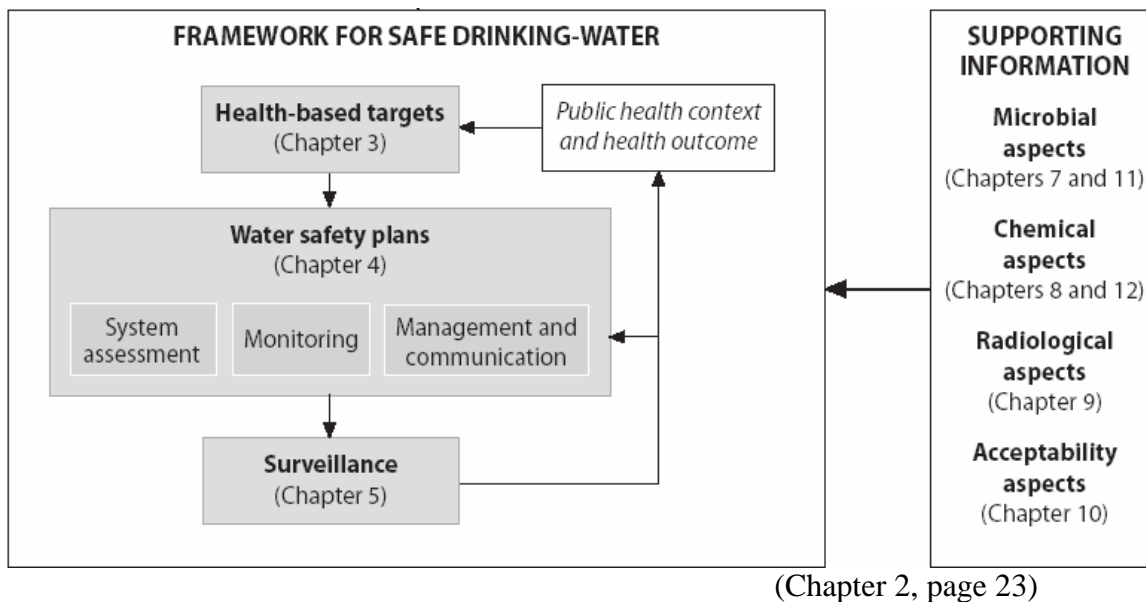 FRAMEWORK FOR SAFE DRINKING-WATER
Health-based targets
(Chapter 3)
Public health context
and health outcome
Water safety plans
(Chapter 4)
System
assessment
Monitoring
Management and
communication
Surveillance
(Chapter 5)
SUPPORTING
INFORMATION
Microbial
aspects
(Chapters 7 and 11)
Chemical
aspects
(Chapters 8 and 12)
Radiological
aspects
(Chapter 9)
Acceptability
aspects
(Chapter 10)
(Chapter 2, page 23)